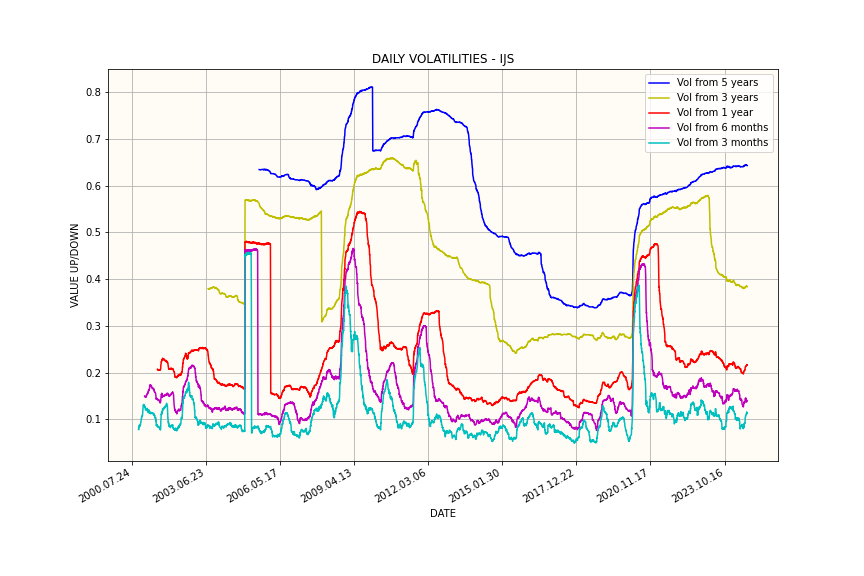 DAILY VOLATILITIES - IJS
Vol from 5 years
Vol from 3 years
Vol from 1 year
Vol from 6 months
Vol from 3 months
VALUE UP/DOWN
0.8
0.7
0.6
0.5
0.4
0.3
0.2
0.1
2000.07.24
2003.06.23
2006.05.17
2009.04.13
2012.03.06
2015.01.30
2017.12.22
2020.11.17
2023.10.16
DATE